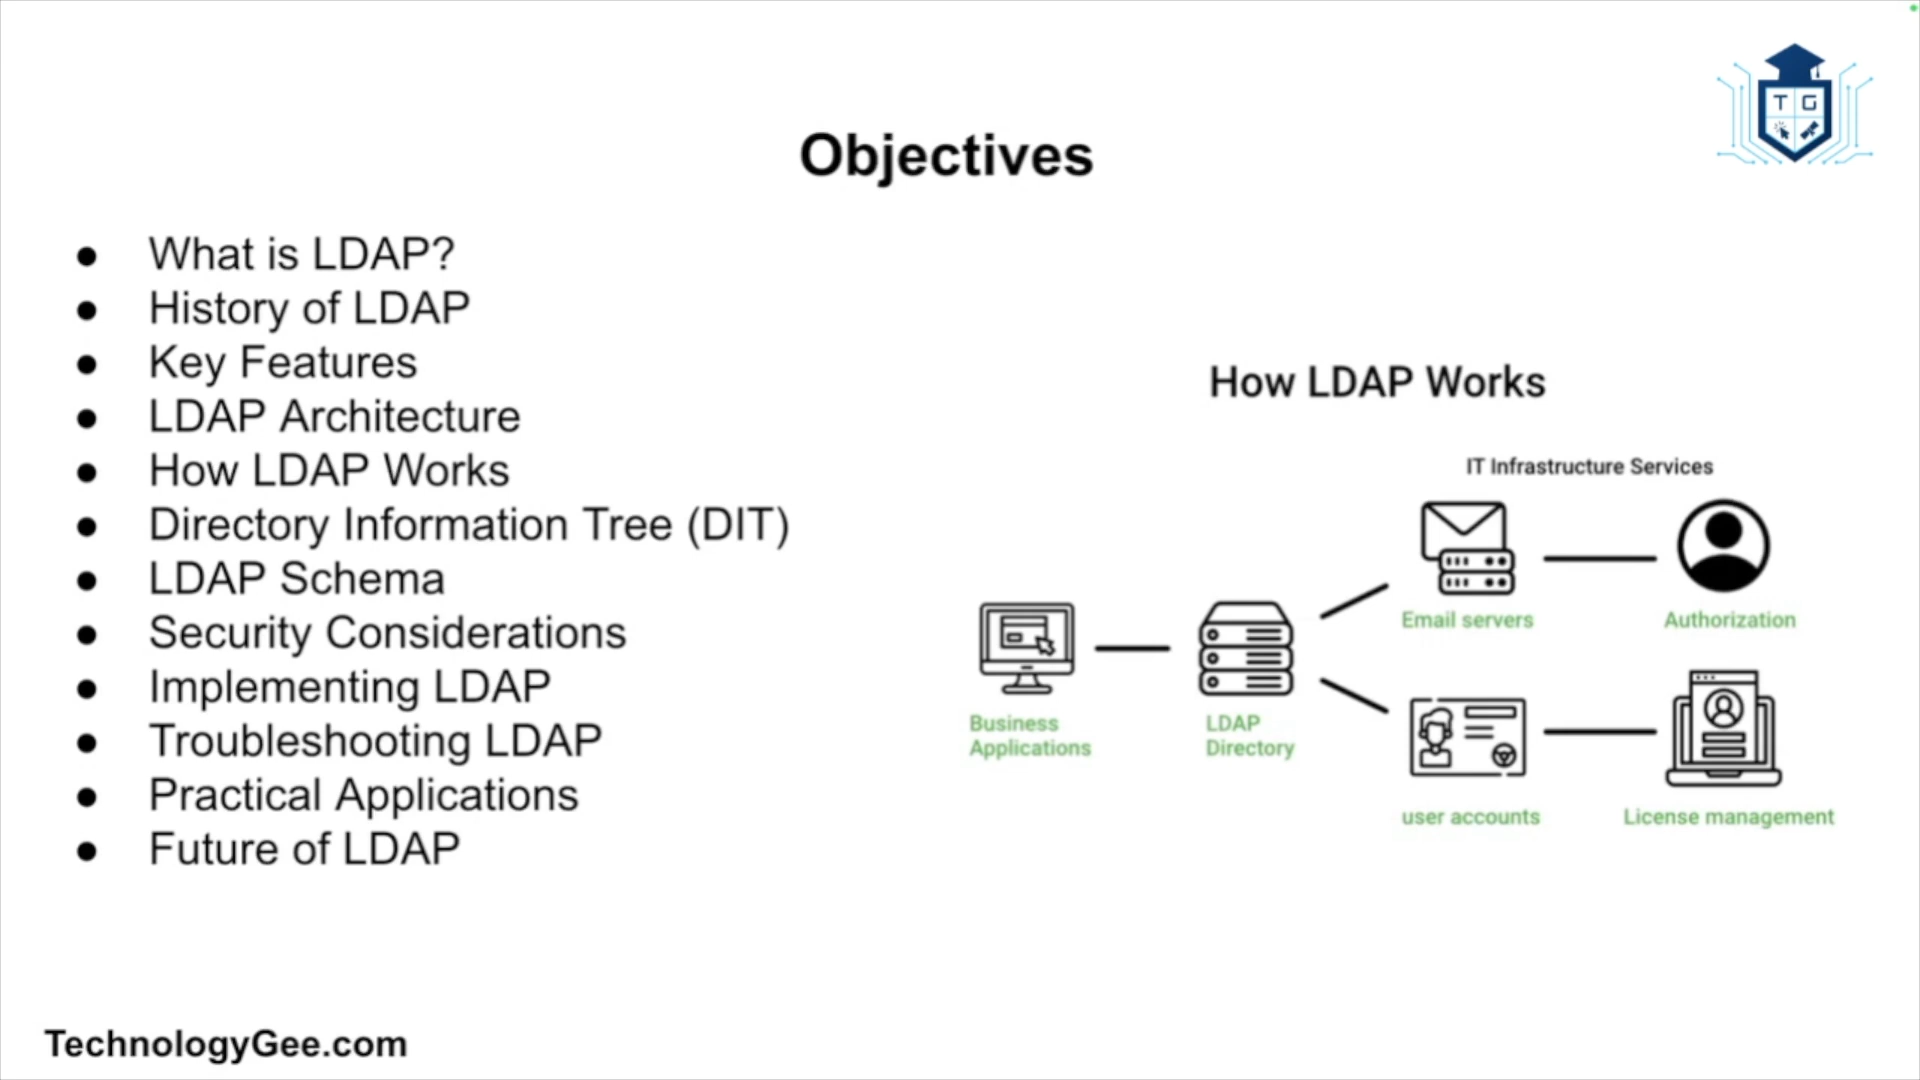 T G
Objectives
What is LDAP?
History of LDAP
Key Features
LDAP Architecture
How LDAP Works
Directory Information Tree (DIT)
LDAP Schema
Security Considerations
Implementing LDAP
Troubleshooting LDAP
Practical Applications
Future of LDAP
How LDAP Works
IT Infrastructure Services
Email servers
Authorization
Business
Applications
LDAP
Directory
user accounts
License management
TechnologyGee.com